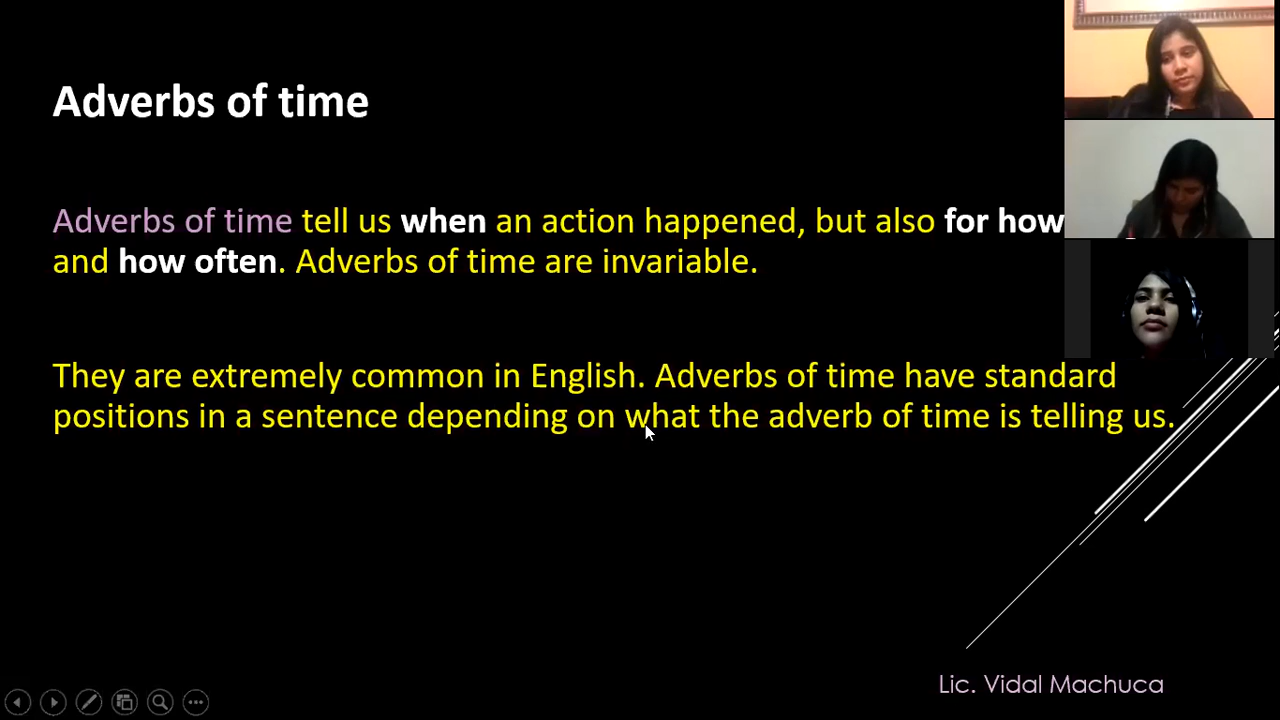 Adverbs of time
Adverbs of time tell us when an action happened, but also for how
and how often. Adverbs of time are invariable.
They are extremely common in English. Adverbs of time have standard
positions in a sentence depending on what the adverb of time is telling us.
Lic. Vidal Machuca